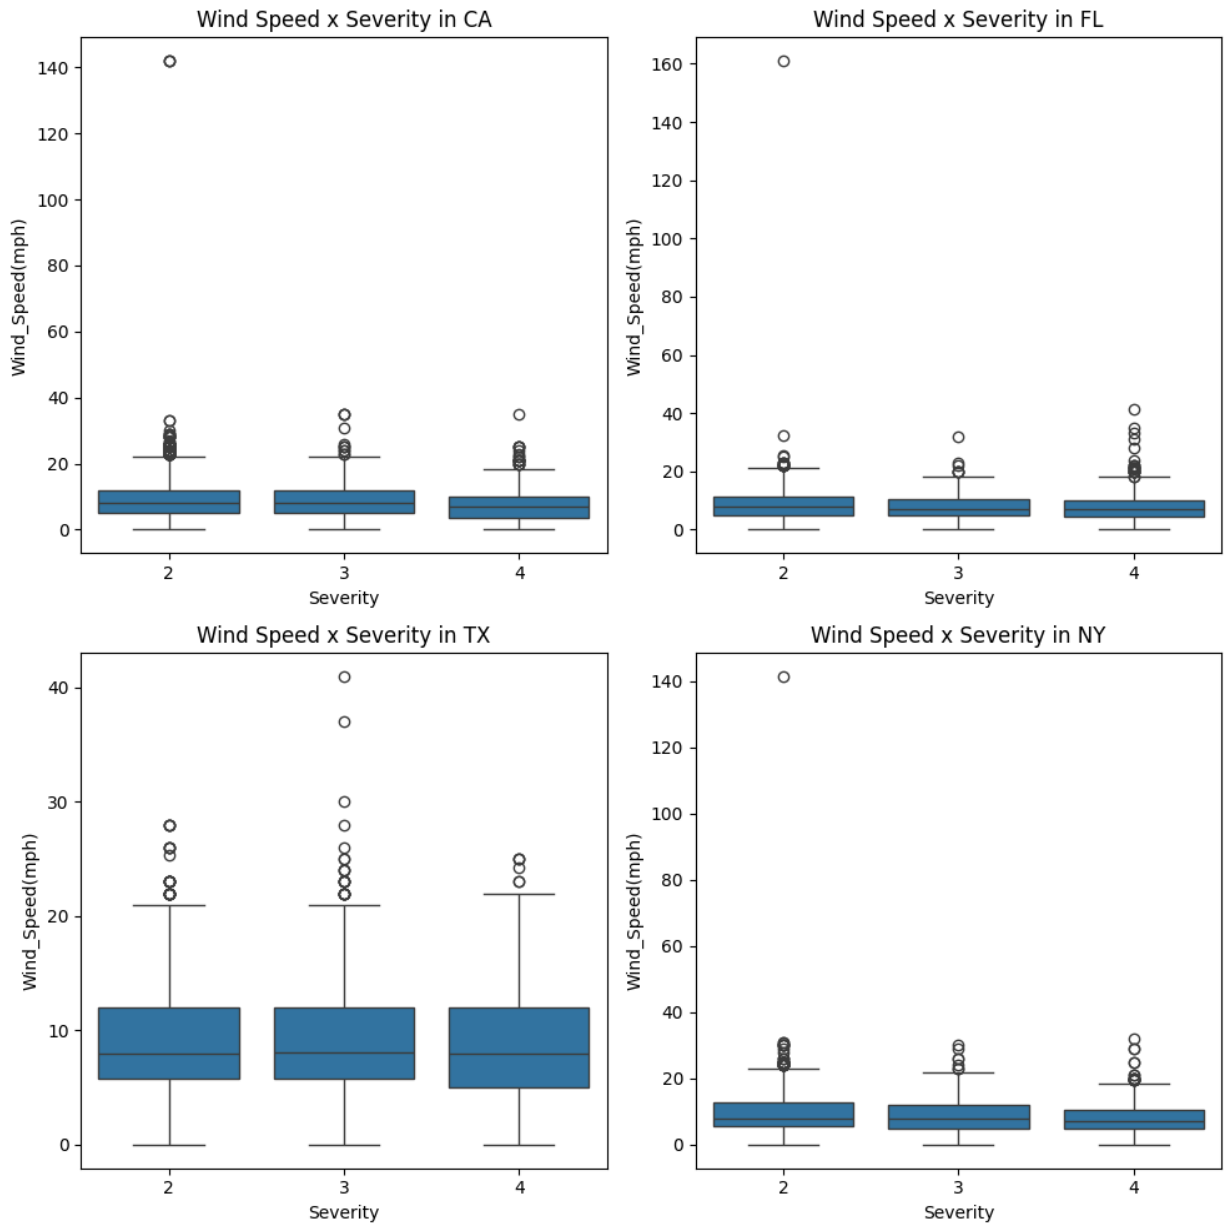 Wind Speed x Severity in CA
Wind_Speed(mph)
140
120
100
80
60
40
20
0
2 3 4
Severity
Wind Speed x Severity in FL
Wind_Speed(mph)
160
140
120
100
80
60
40
20
0
2 3 4
Severity
Wind Speed x Severity in TX
Wind_Speed(mph)
40
30
20
10
0
2 3 4
Severity
Wind Speed x Severity in NY
Wind_Speed(mph)
140
120
100
80
60
40
20
0
2 3 4
Severity